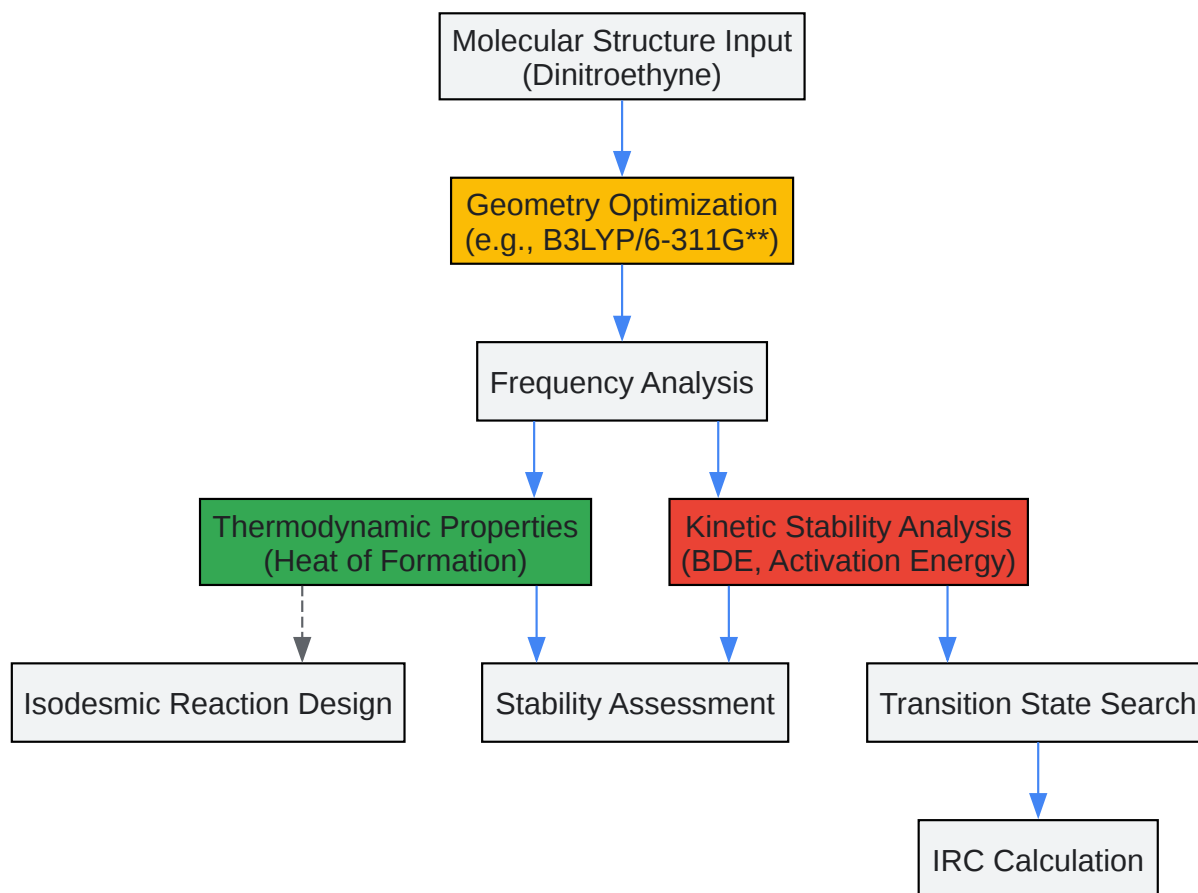 Molecular Structure Input
(Dinitroethyne)
Geometry Optimization
(e.g., B3LYP/6-311G**)
Frequency Analysis
Thermodynamic Properties
(Heat of Formation)
Kinetic Stability Analysis
(BDE, Activation Energy)
Isodesmic Reaction Design
Stability Assessment
Transition State Search
IRC Calculation